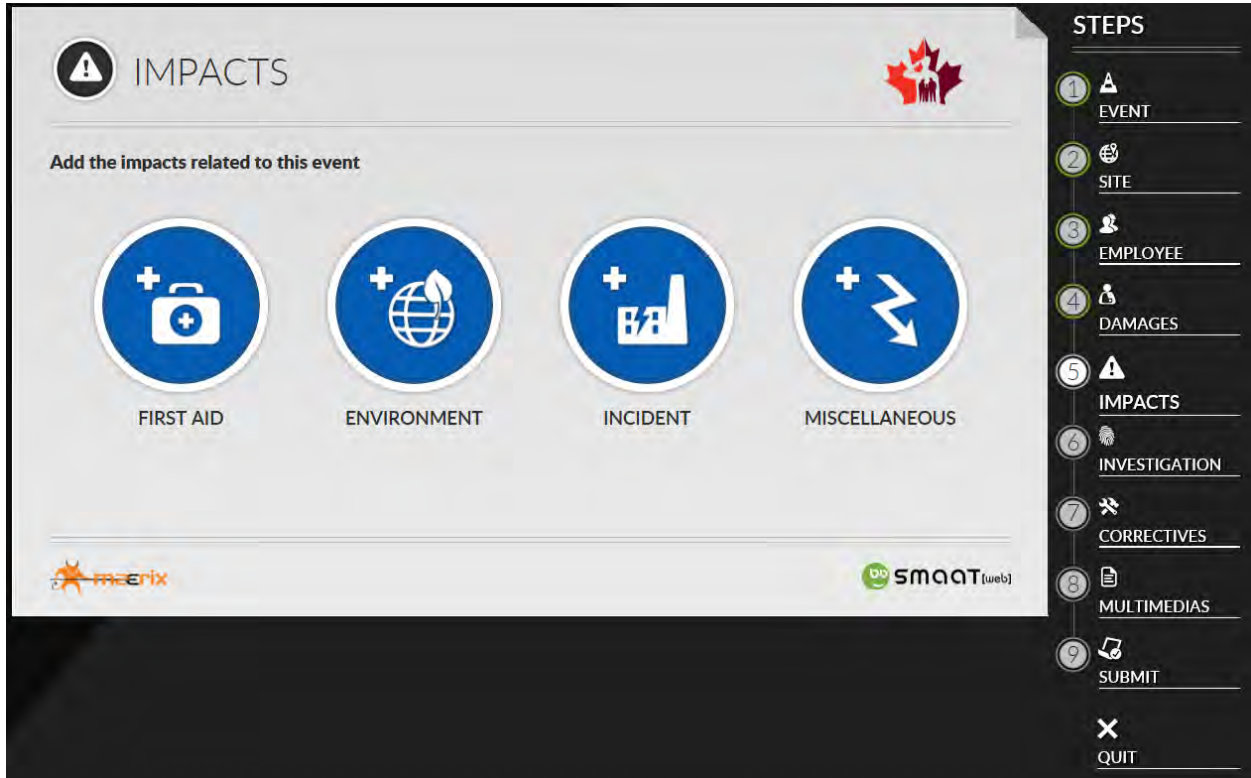 IMPACTS
Add the impacts related to this event
FIRST AID
ENVIRONMENT
INCIDENT
MISCELLANEOUS
maerix
SMAAT[web]
STEPS
1
EVENT
2
SITE
3
EMPLOYEE
4
DAMAGES
5
IMPACTS
6
INVESTIGATION
7
CORRECTIVES
8
MULTIMEDIAS
9
SUBMIT
QUIT